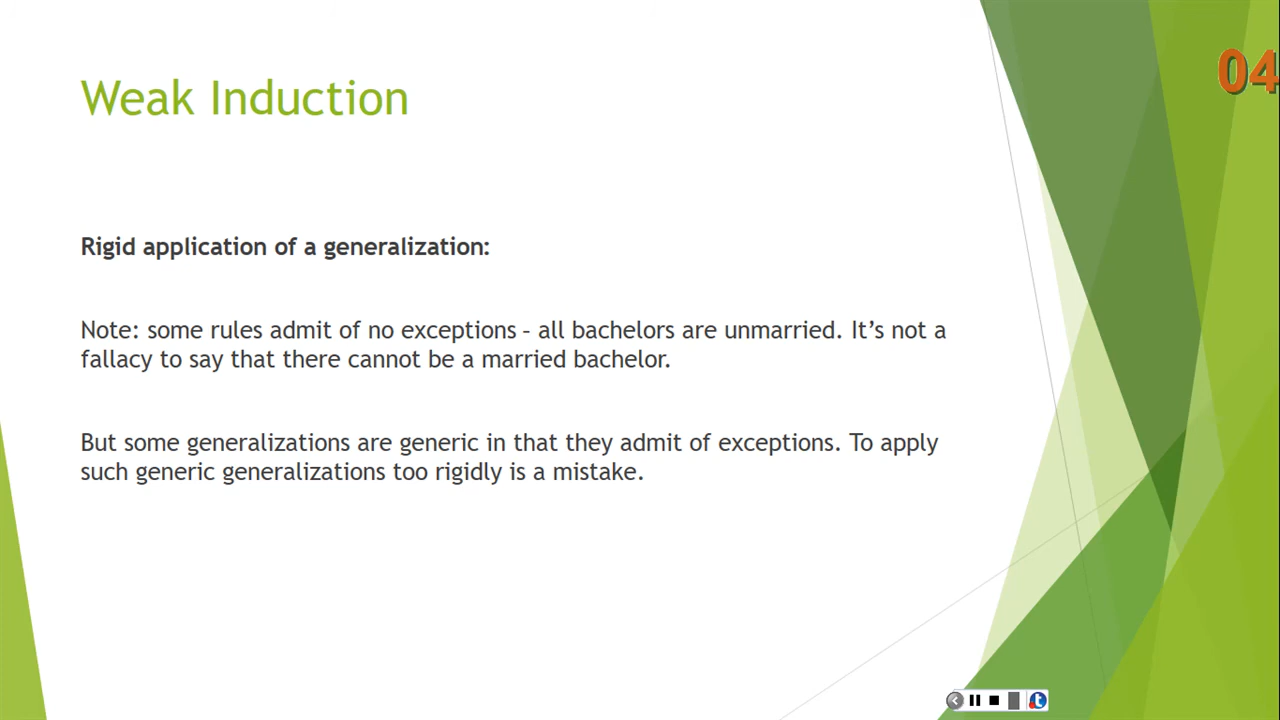 Weak Induction
04
Rigid application of a generalization:
Note: some rules admit of no exceptions – all bachelors are unmarried. It’s not a
fallacy to say that there cannot be a married bachelor.
But some generalizations are generic in that they admit of exceptions. To apply
such generic generalizations too rigidly is a mistake.
t